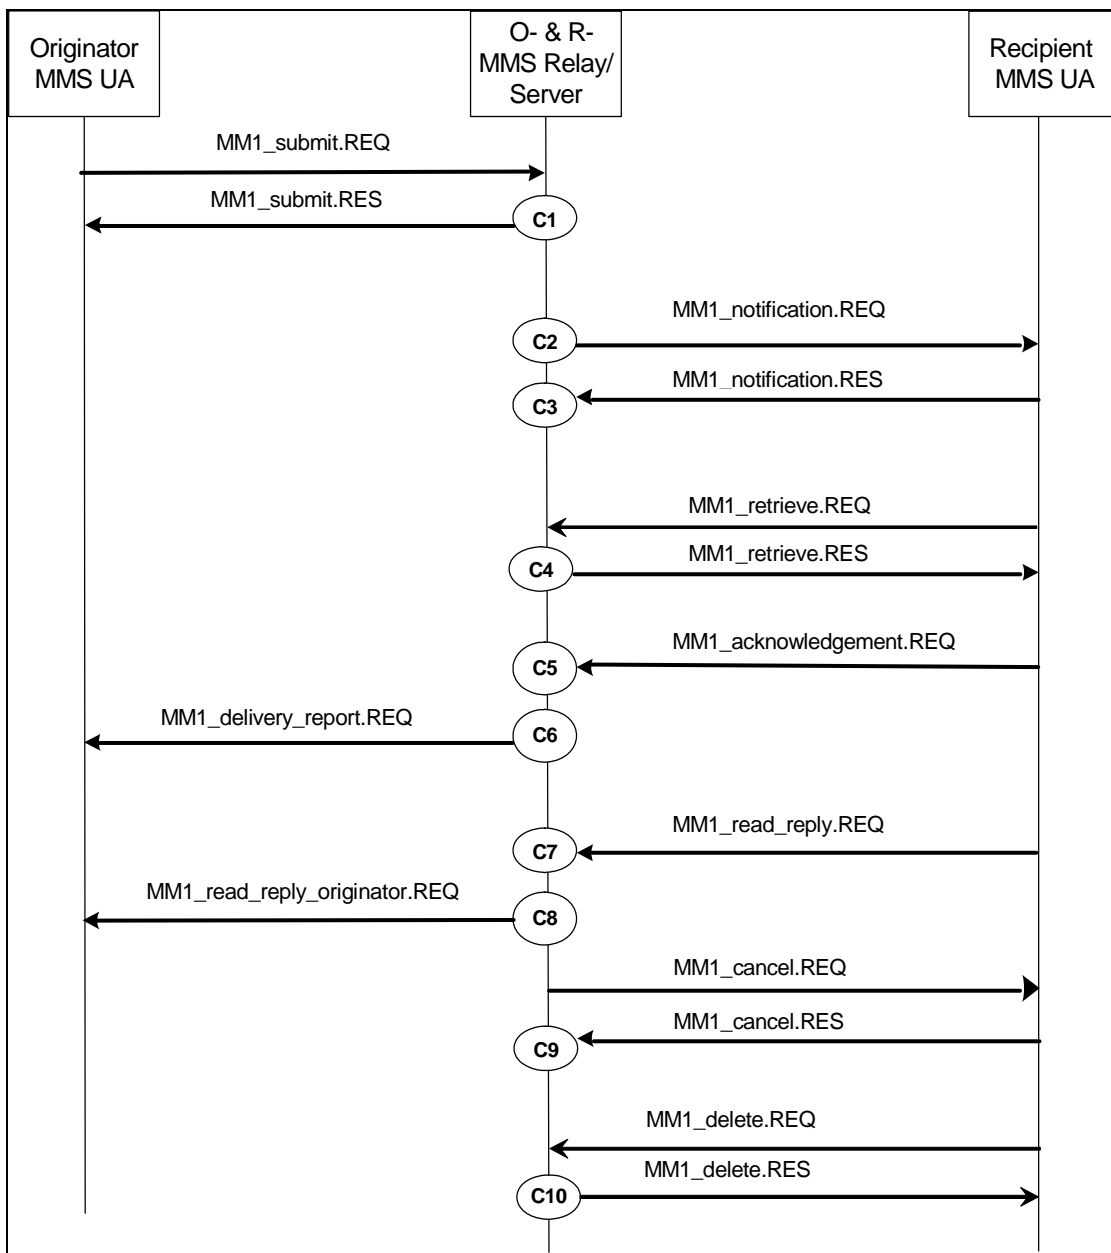 Originator
MMS UA
O- & R-
MMS Relay/
Server
Recipient
MMS UA
MM1_submit.REQ
MM1_submit.RES
C1
MM1_notification.REQ
C2
MM1_notification.RES
C3
MM1_retrieve.REQ
MM1_retrieve.RES
C4
MM1_acknowledgement.REQ
C5
MM1_delivery_report.REQ
C6
MM1_read_reply.REQ
C7
MM1_read_reply_originator.REQ
C8
MM1_cancel.REQ
MM1_cancel.RES
C9
MM1_delete.REQ
MM1_delete.RES
C10